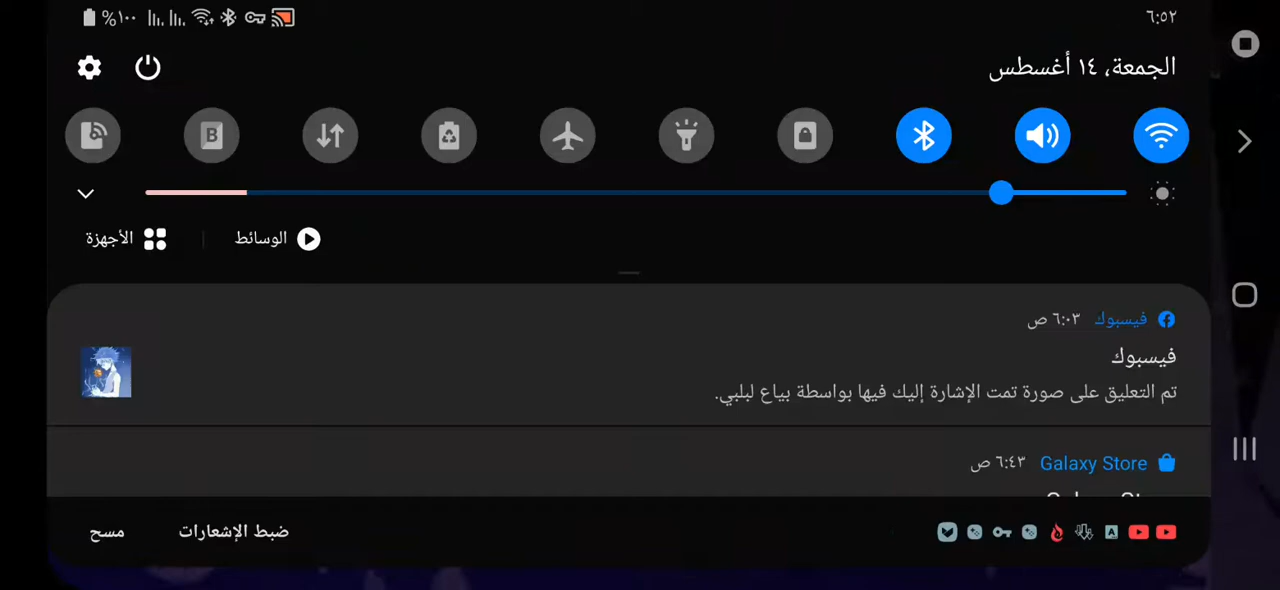 ٦:٥٢
%١٠٠
الجمعة، ١٤ أغسطس
الوسائط
الأجهزة
فيسبوك ٦:٠٣ ص
فيسبوك
تم التعليق على صورة تمت الإشارة إليك فيها بواسطة بياع لبلبي.
Galaxy Store ٦:٤٣ ص
ضبط الإشعارات
مسح